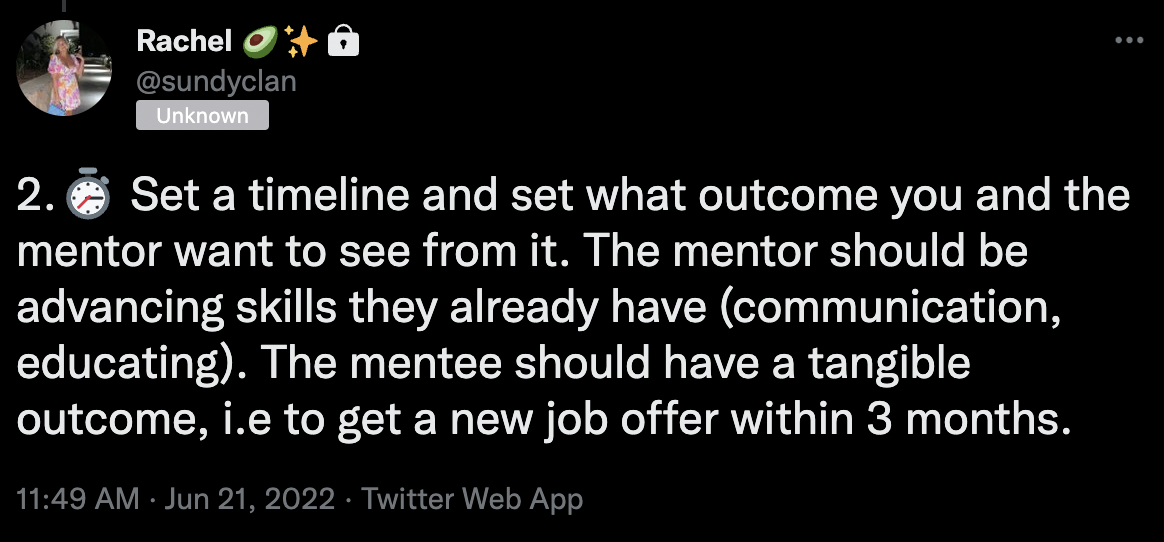 Rachel 🥑✨🔒
@sundyclan
Unknown
2.⏱ Set a timeline and set what outcome you and the
mentor want to see from it. The mentor should be
advancing skills they already have (communication,
educating). The mentee should have a tangible
outcome, i.e to get a new job offer within 3 months.
11:49 AM · Jun 21, 2022 · Twitter Web App